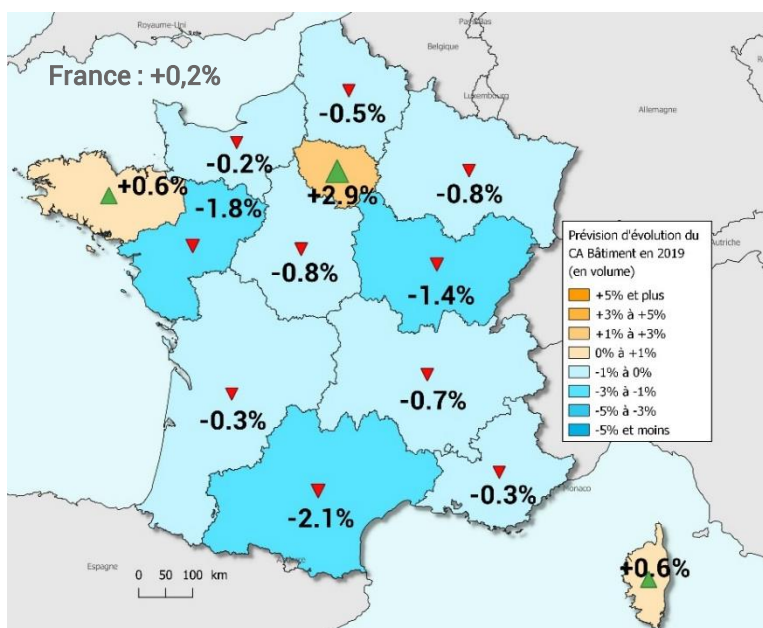 Royaume-Uni
Belgique
France : +0,2%
Luxembourg
Allemagne
-0.5%
-0.2%
+0.6%
+2.9%
-0.8%
-1.8%
-0.8%
-1.4%
Prévision d'évolution du
CA Bâtiment en 2019
(en volume)
+5% et plus
+3% à +5%
+1% à +3%
0% à +1%
-1% à 0%
-3% à -1%
-5% à -3%
-5% et moins
Autriche
-0.7%
-0.3%
-0.3%
Monaco
-2.1%
Espagne
0 50 100 km
+0.6%